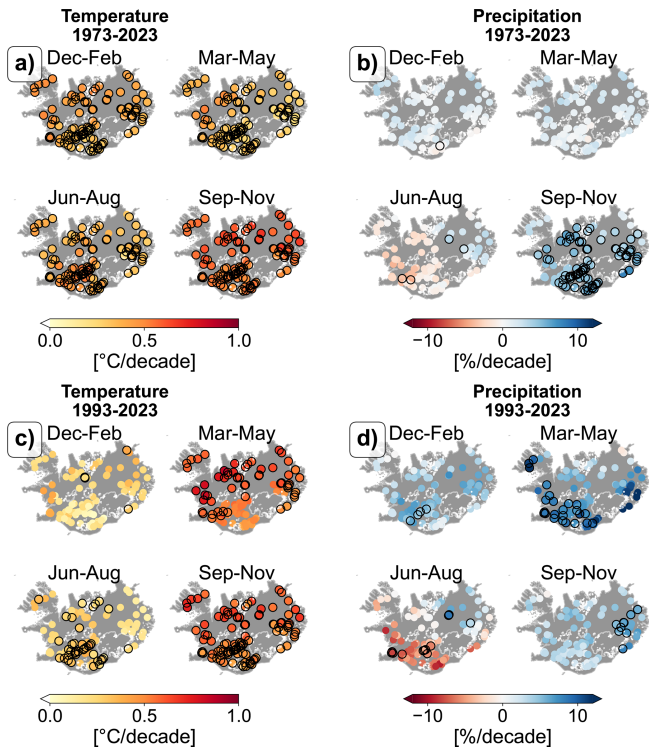 Temperature
1973-2023
Precipitation
1973-2023
a)
Dec-Feb
Mar-May
b)
Dec-Feb
Mar-May
Jun-Aug
Sep-Nov
Jun-Aug
Sep-Nov
0.0 0.5 1.0
[°C/decade]
−10 0 10
[%/decade]
Temperature
1993-2023
Precipitation
1993-2023
c)
Dec-Feb
Mar-May
d)
Dec-Feb
Mar-May
Jun-Aug
Sep-Nov
Jun-Aug
Sep-Nov
0.0 0.5 1.0
[°C/decade]
−10 0 10
[%/decade]